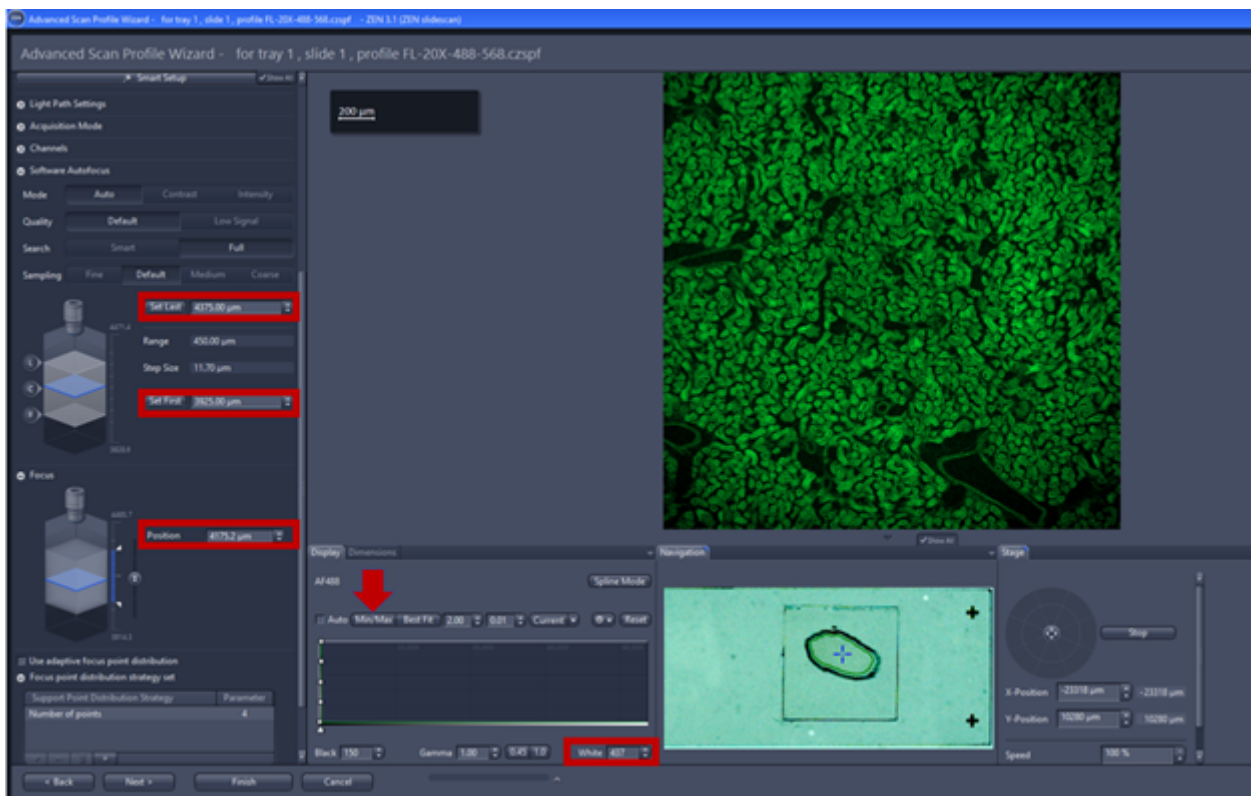 Advanced Scan Profile Wizard - for tray 1, slide 1, profile FL-20X-488-568.czspf - ZEN 3.1 (ZEN slidescan)
Advanced Scan Profile Wizard - for tray 1, slide 1, profile FL-20X-488-568.czspf
Smart Setup Show All
Light Path Settings
Acquisition Mode
Channels
Software Autofocus
Mode Auto Contrast Intensity
Quality Default Low Signal
Search Smart Full
Sampling Fine Default Medium Coarse
Set Last 4375.00 µm
Range 450.00 µm
Step Size 11.70 µm
Set First 3925.00 µm
L
C
F
Focus
Position 4175.2 µm
Use adaptive focus point distribution
Focus point distribution strategy set
Support Point Distribution Strategy Parameter
Number of points 4
< Back Next > Finish Cancel
200 µm
Show All
Display Dimensions
AF488 Spline Mode
Auto Min/Max Best Fit 2.00 0.01 Current Reset
Black 150 Gamma 1.00 0.45 1.0 White 437
Navigation
Stage
Stop
X-Position -23318 µm -23318 µm
Y-Position 10280 µm 10280 µm
Speed 100 %